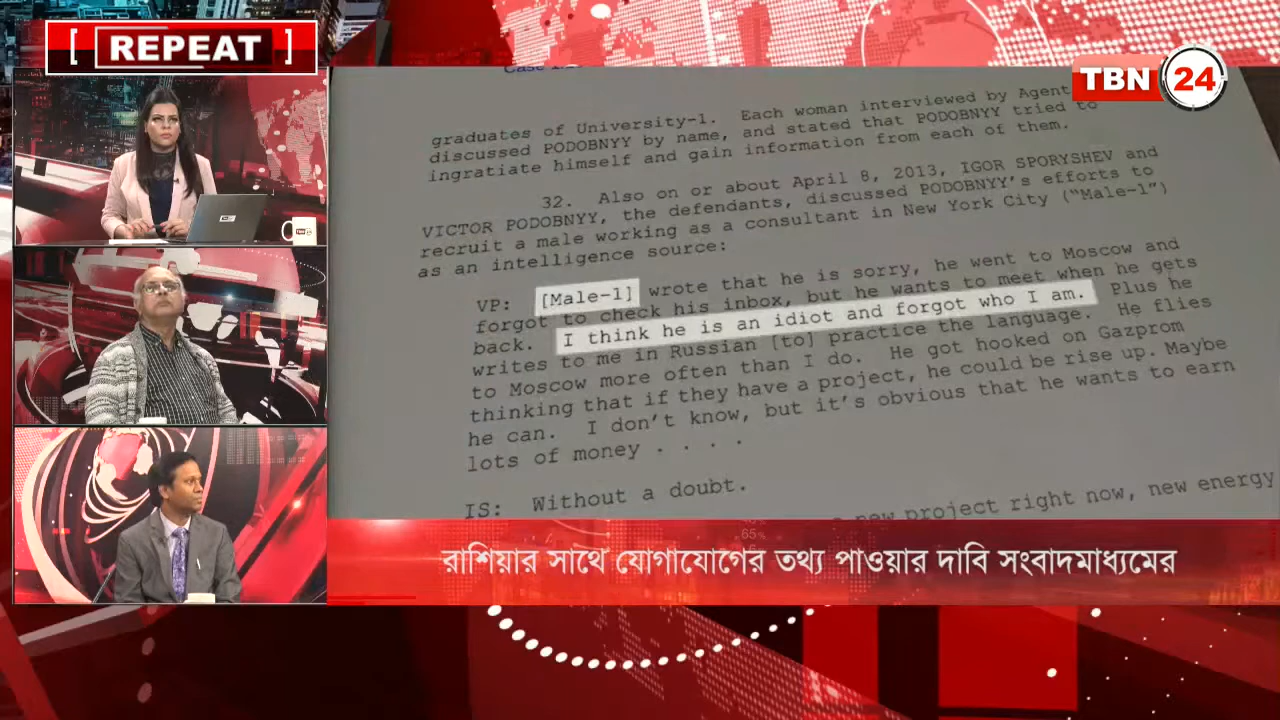 [ REPEAT ]
TBN 24
graduates of University-1. Each woman interviewed by Agent
discussed PODOBNYY by name, and stated that PODOBNYY tried to
ingratiate himself and gain information from each of them.
32. Also on or about April 8, 2013, IGOR SPORYSHEV and
VICTOR PODOBNYY, the defendants, discussed PODOBNYY’s efforts to
recruit a male working as a consultant in New York City (“Male-1”)
as an intelligence source:
VP: [Male-1] wrote that he is sorry, he went to Moscow and
forgot to check his inbox, but he wants to meet when he gets
back. I think he is an idiot and forgot who I am. Plus he
writes to me in Russian [to] practice the language. He flies
to Moscow more often than I do. He got hooked on Gazprom
thinking that if they have a project, he could be rise up. Maybe
he can. I don’t know, but it’s obvious that he wants to earn
lots of money . . . .
IS: Without a doubt.
new project right now, new energy
রাশিয়ার সাথে যোগাযোগের তথ্য পাওয়ার দাবি সংবাদমাধ্যমের